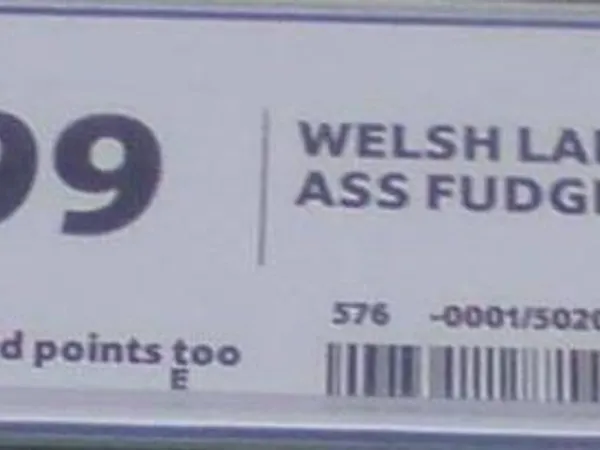 99
WELSH LA
ASS FUDG
576 -0001/5020
d points too
E